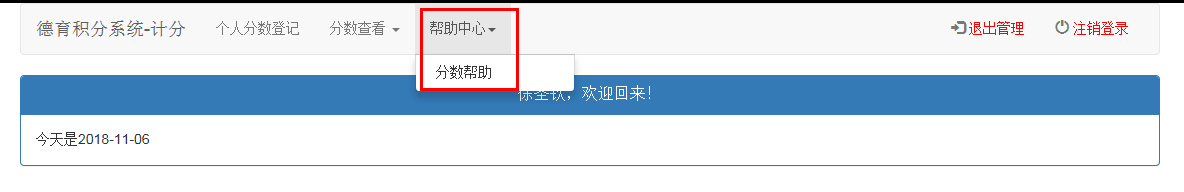 德育积分系统-计分 个人分数登记 分数查看 帮助中心 退出管理 注销登录
分数帮助
欢迎回来！
今天是2018-11-06